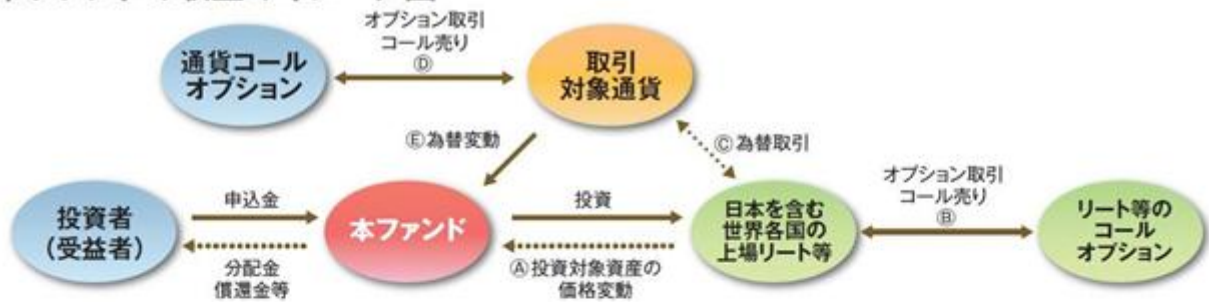 オプション取引
コール売り
Ⓓ
通貨コール
オプション
取引
対象通貨
Ⓔ為替変動
Ⓒ為替取引
オプション取引
コール売り
Ⓑ
投資者
(受益者)
申込金
本ファンド
投資
日本を含む
世界各国の
上場リート等
リート等の
コール
オプション
分配金
償還金等
Ⓐ投資対象資産の
価格変動